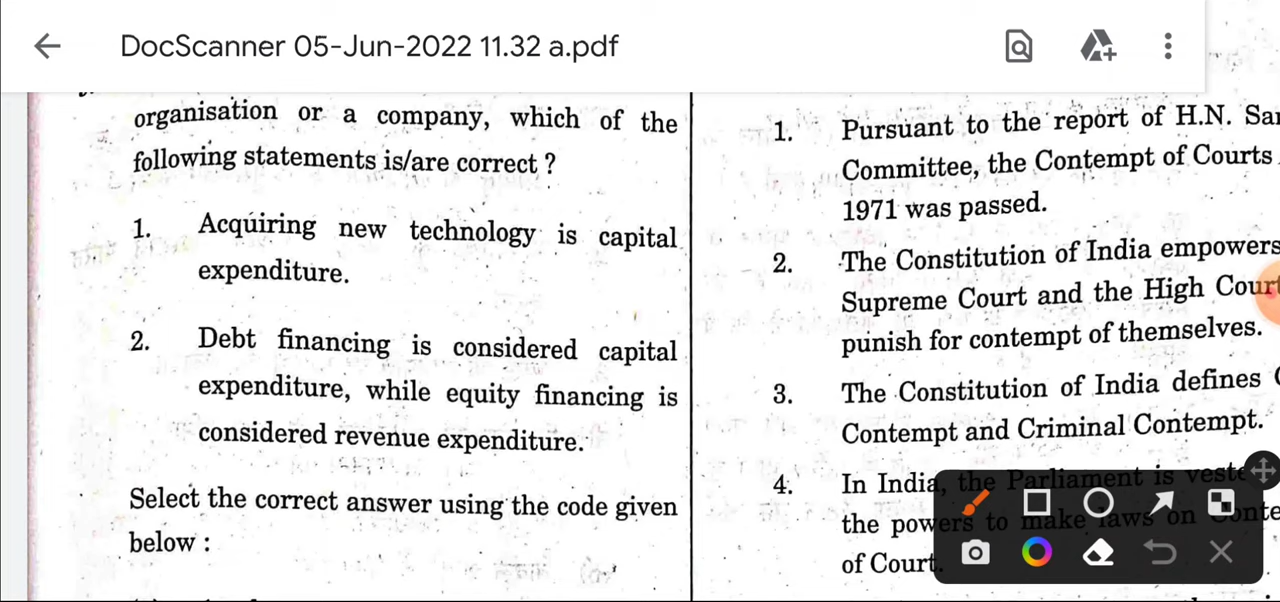 DocScanner 05-Jun-2022 11.32 a.pdf
organisation or a company, which of the
following statements is/are correct ?
1. Acquiring new technology is capital
expenditure.
2. Debt financing is considered capital
expenditure, while equity financing is
considered revenue expenditure.
Select the correct answer using the code given
below :
1. Pursuant to the report of H.N.
Committee, the Contempt of Courts
1971 was passed.
2. The Constitution of India empowers
Supreme Court and the High
punish for contempt of themselves.
3. The Constitution of India defines
Contempt and Criminal Contempt.
4. In India, the Parliament is
the powers to make laws on
of Court.